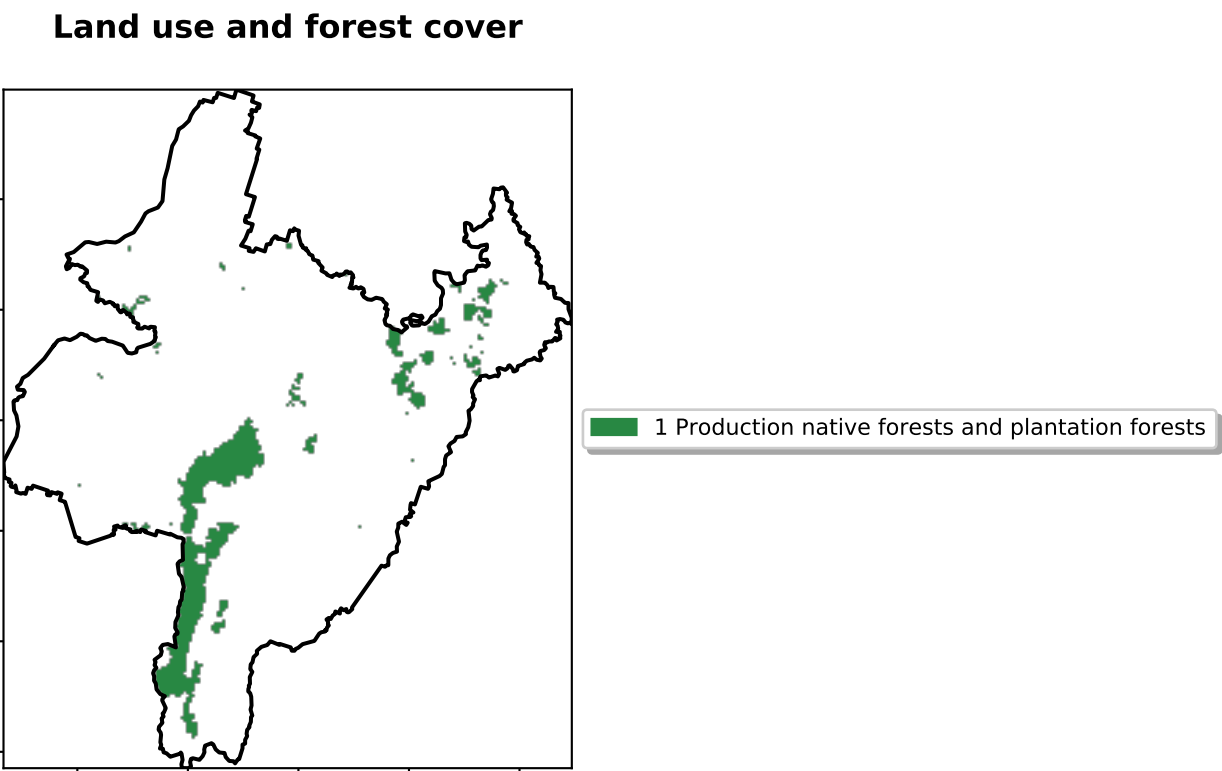 Land use and forest cover
1 Production native forests and plantation forests